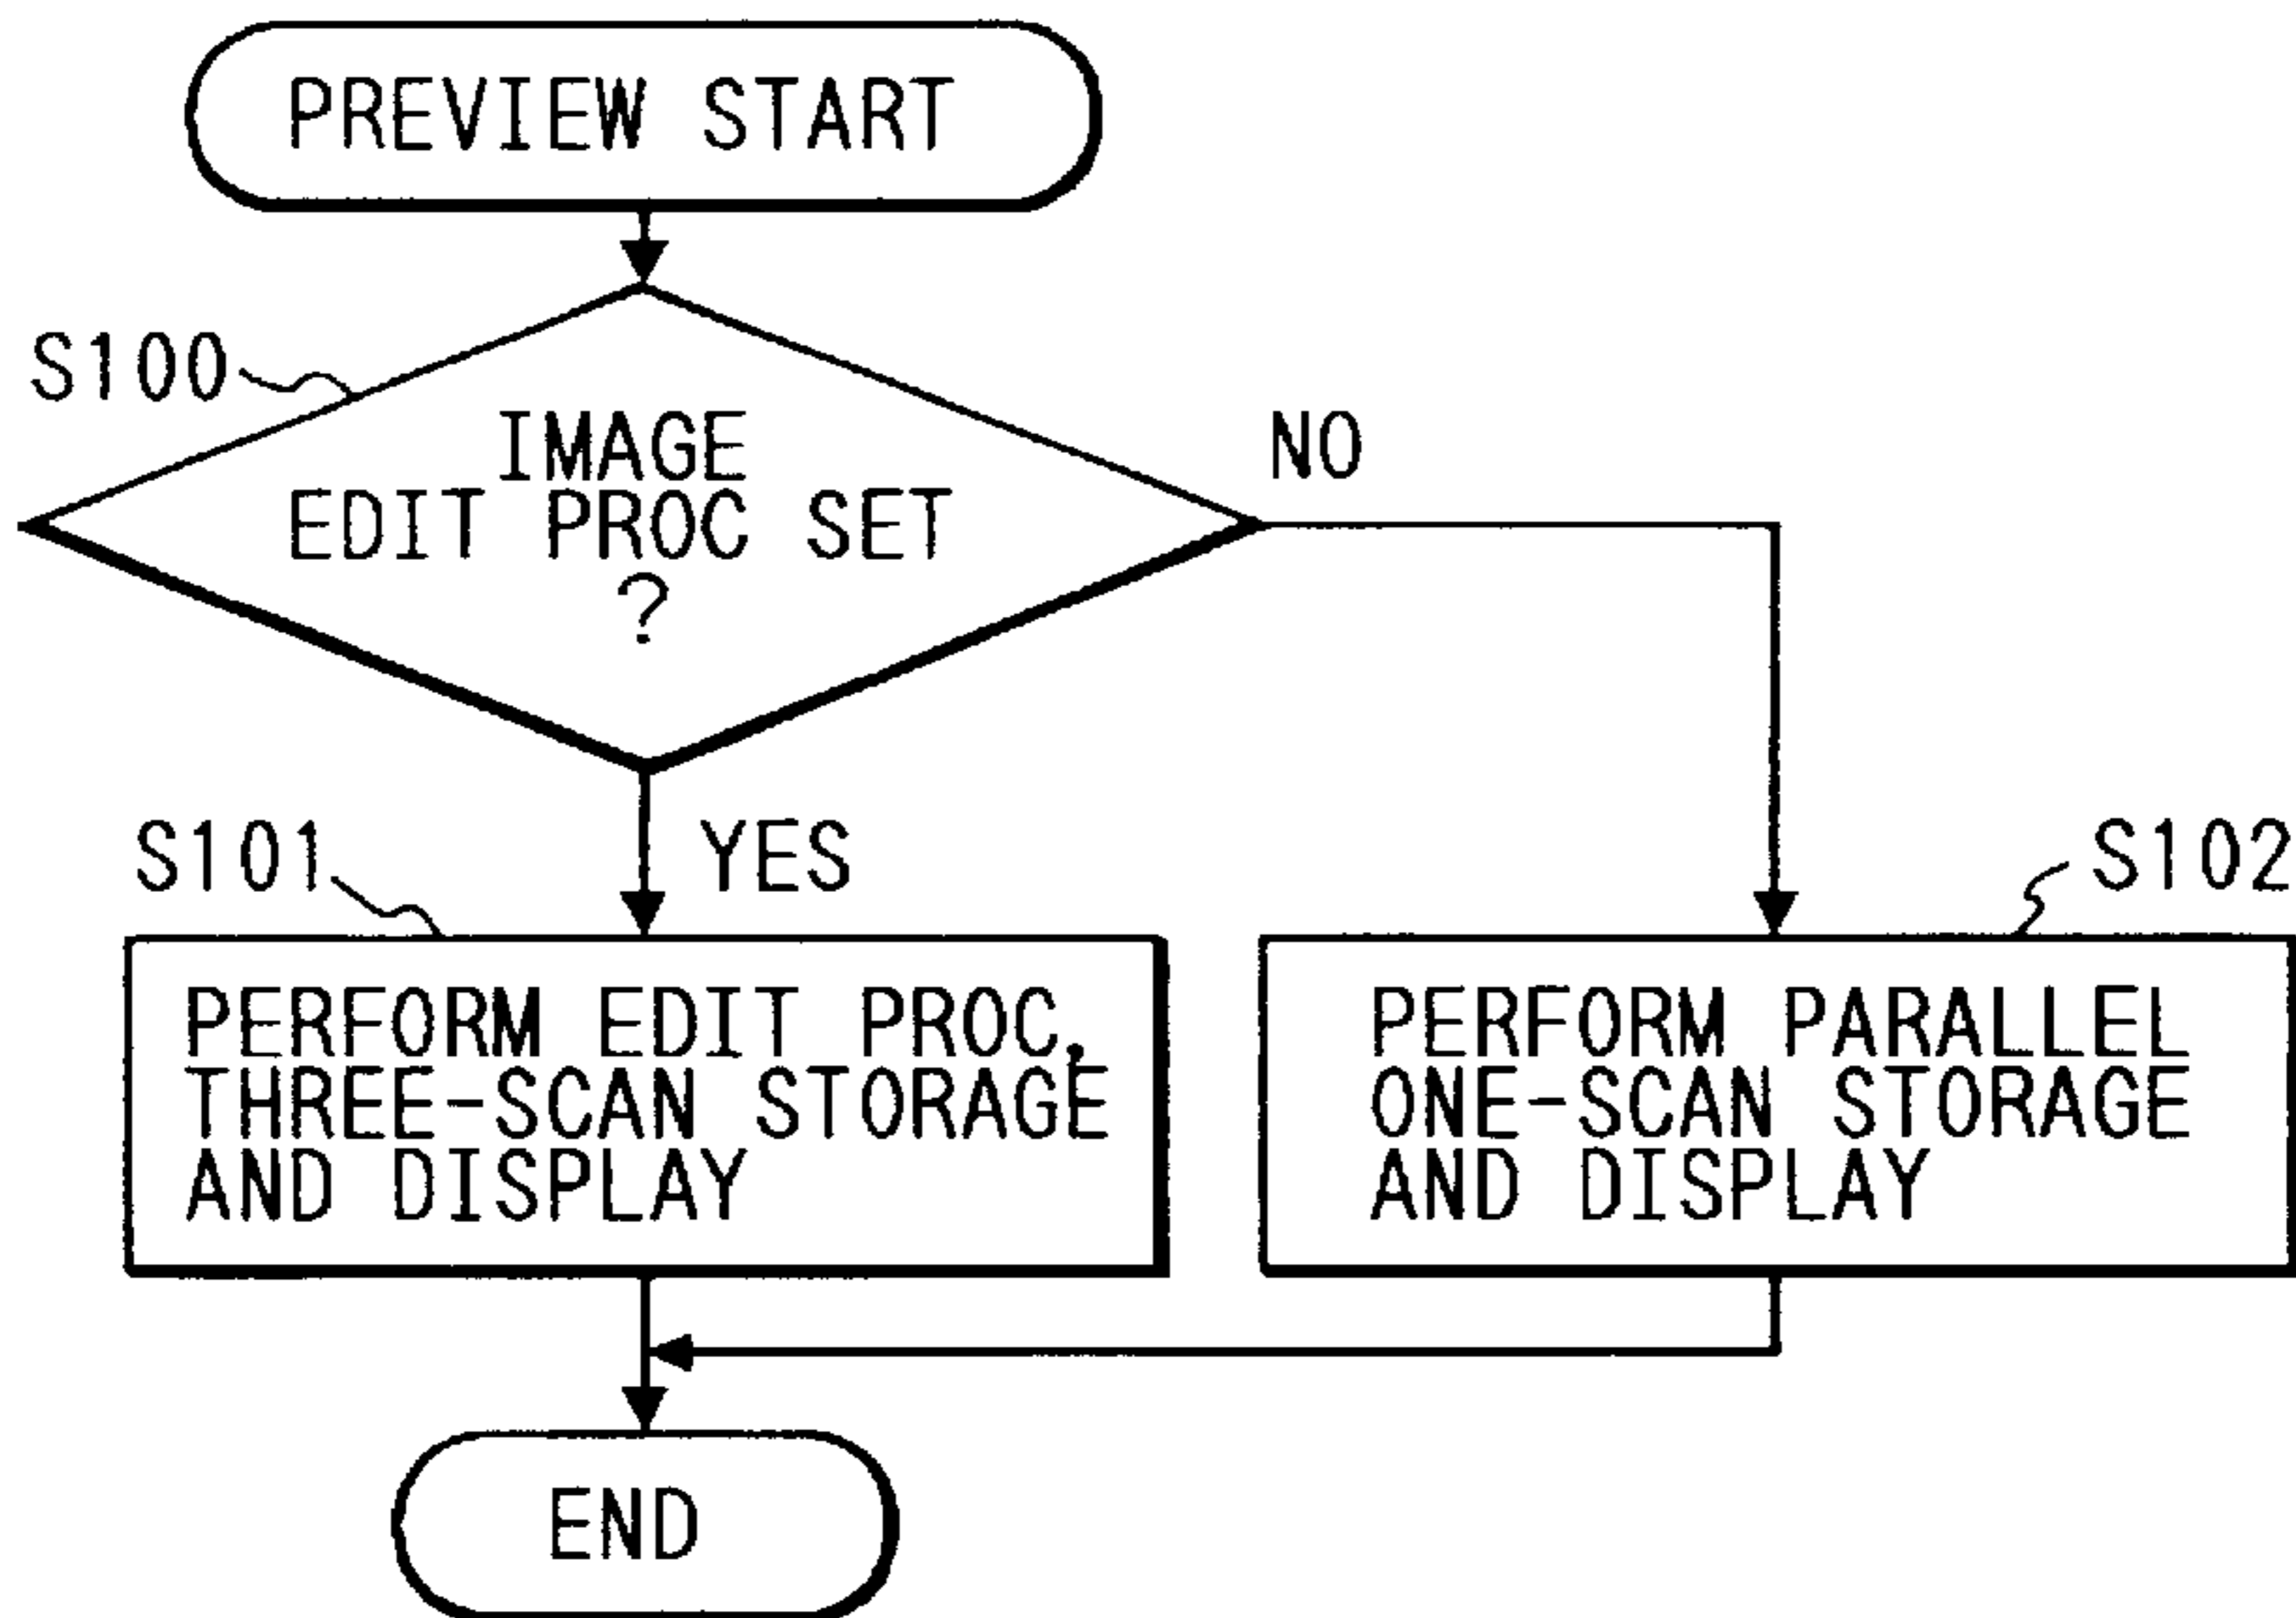 PREVIEW START
S100
IMAGE
EDIT PROC SET
?
NO
YES
S101
PERFORM EDIT PROC,
THREE-SCAN STORAGE
AND DISPLAY
S102
PERFORM PARALLEL
ONE-SCAN STORAGE
AND DISPLAY
END